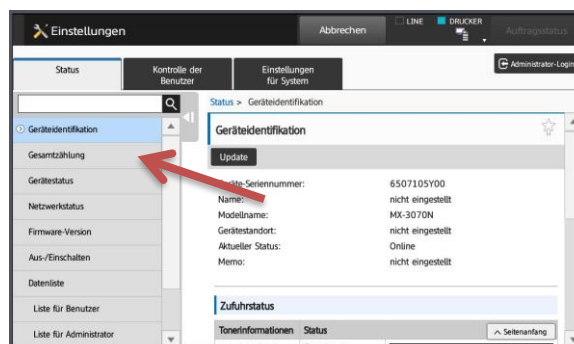 Einstellungen
Abbrechen
LINE
DRUCKER
Auftragsstatus
Status
Kontrolle der
Benutzer
Einstellungen
für System
Administrator-Login
Status > Geräteidentifikation
Geräteidentifikation
Gesamtzählung
Gerätestatus
Netzwerkstatus
Firmware-Version
Aus-/Einschalten
Datenliste
Liste für Benutzer
Liste für Administrator
Geräteidentifikation
Update
Geräte-Seriennummer: 6507105Y00
Name: nicht eingestellt
Modellname: MX-3070N
Gerätestandort: nicht eingestellt
Aktueller Status: Online
Memo: nicht eingestellt
Zufuhrstatus
Tonerinformationen Status
Seitenanfang